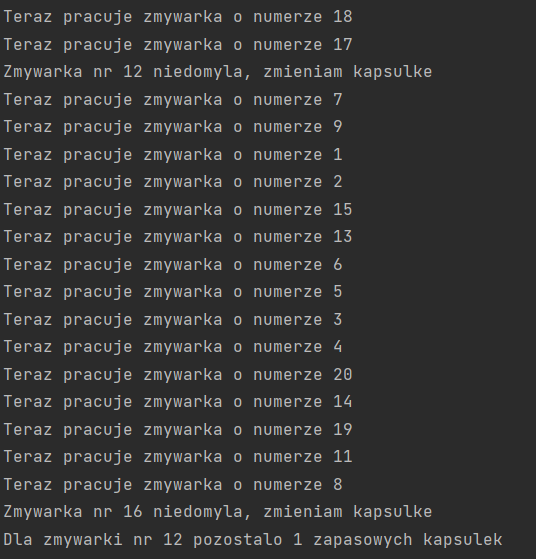 Teraz pracuje zmywarka o numerze 18
Teraz pracuje zmywarka o numerze 17
Zmywarka nr 12 niedomyla, zmieniam kapsulke
Teraz pracuje zmywarka o numerze 7
Teraz pracuje zmywarka o numerze 9
Teraz pracuje zmywarka o numerze 1
Teraz pracuje zmywarka o numerze 2
Teraz pracuje zmywarka o numerze 15
Teraz pracuje zmywarka o numerze 13
Teraz pracuje zmywarka o numerze 6
Teraz pracuje zmywarka o numerze 5
Teraz pracuje zmywarka o numerze 3
Teraz pracuje zmywarka o numerze 4
Teraz pracuje zmywarka o numerze 20
Teraz pracuje zmywarka o numerze 14
Teraz pracuje zmywarka o numerze 19
Teraz pracuje zmywarka o numerze 11
Teraz pracuje zmywarka o numerze 8
Zmywarka nr 16 niedomyla, zmieniam kapsulke
Dla zmywarki nr 12 pozostalo 1 zapasowych kapsulek